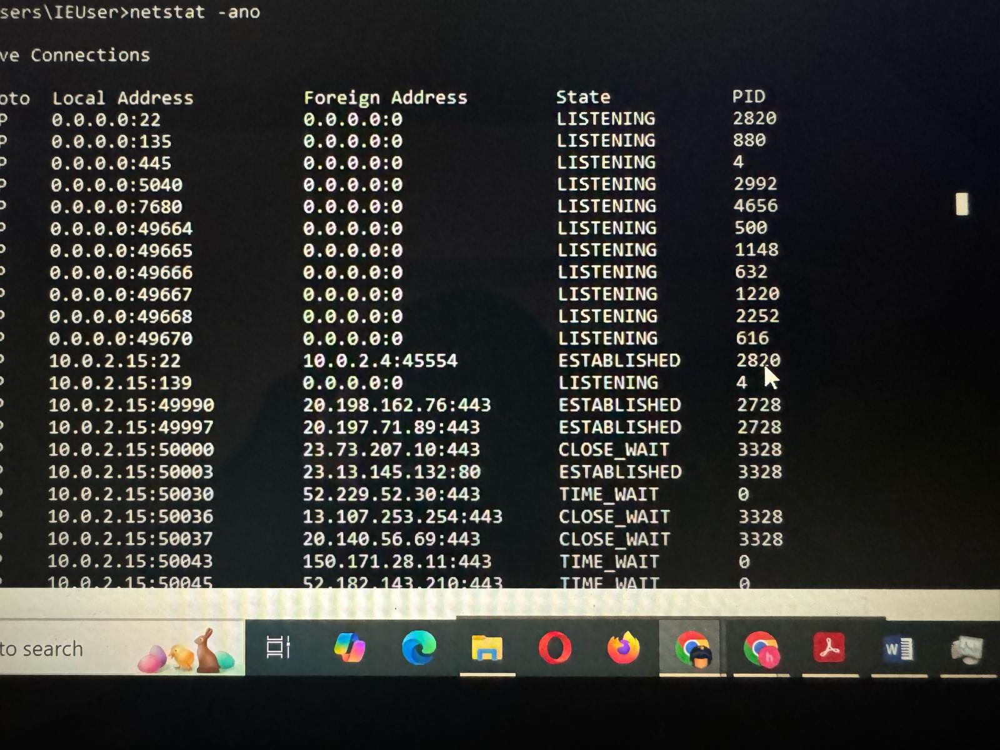 sers\IEUser>netstat -ano
ve Connections
oto Local Address Foreign Address State PID
P 0.0.0.0:22 0.0.0.0:0 LISTENING 2820
P 0.0.0.0:135 0.0.0.0:0 LISTENING 880
P 0.0.0.0:445 0.0.0.0:0 LISTENING 4
P 0.0.0.0:5040 0.0.0.0:0 LISTENING 2992
P 0.0.0.0:7680 0.0.0.0:0 LISTENING 4656
P 0.0.0.0:49664 0.0.0.0:0 LISTENING 500
P 0.0.0.0:49665 0.0.0.0:0 LISTENING 1148
P 0.0.0.0:49666 0.0.0.0:0 LISTENING 632
P 0.0.0.0:49667 0.0.0.0:0 LISTENING 1220
P 0.0.0.0:49668 0.0.0.0:0 LISTENING 2252
P 0.0.0.0:49670 0.0.0.0:0 LISTENING 616
P 10.0.2.15:22 10.0.2.4:45554 ESTABLISHED 2820
P 10.0.2.15:139 0.0.0.0:0 LISTENING 4
P 10.0.2.15:49990 20.198.162.76:443 ESTABLISHED 2728
P 10.0.2.15:49997 20.197.71.89:443 ESTABLISHED 2728
P 10.0.2.15:50000 23.73.207.10:443 CLOSE_WAIT 3328
P 10.0.2.15:50003 23.13.145.132:80 ESTABLISHED 3328
P 10.0.2.15:50030 52.229.52.30:443 TIME_WAIT 0
P 10.0.2.15:50036 13.107.253.254:443 CLOSE_WAIT 3328
P 10.0.2.15:50037 20.140.56.69:443 CLOSE_WAIT 3328
P 10.0.2.15:50043 150.171.28.11:443 TIME_WAIT 0
P 10.0.2.15:50045 52.182.143.210:443 TIME_WAIT 0
to search
h
W